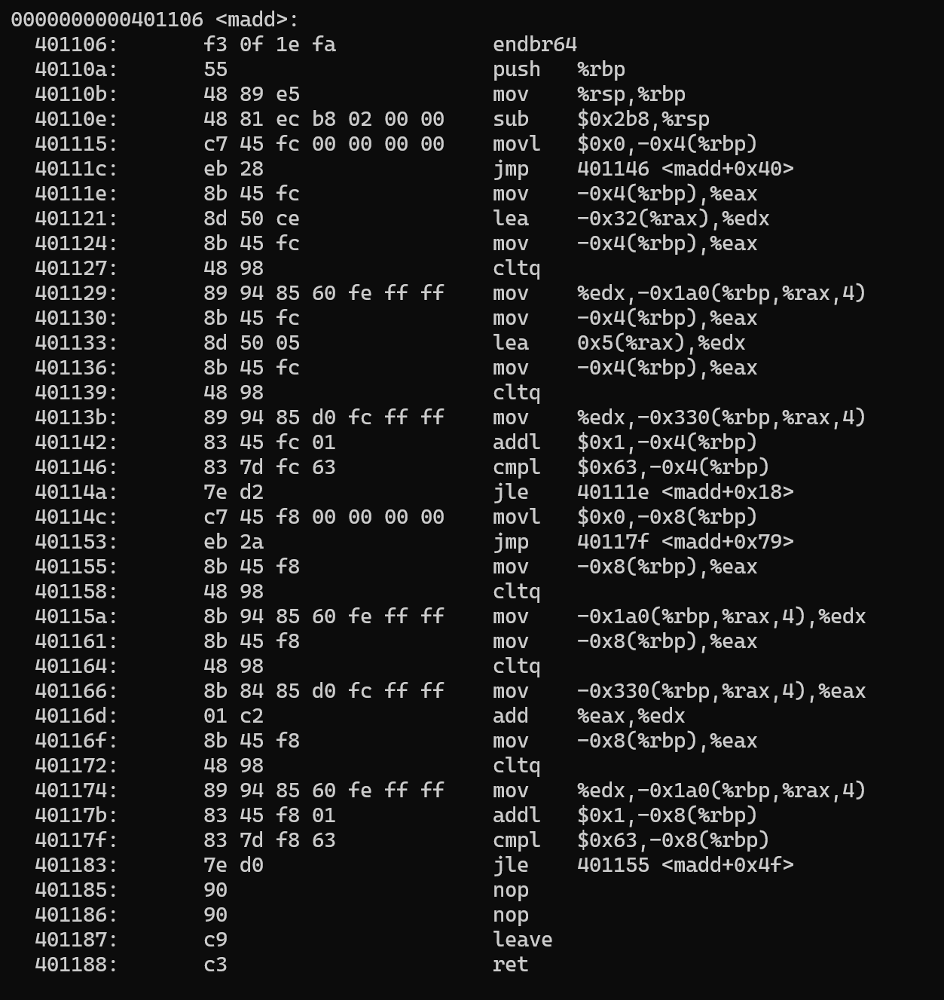 0000000000401106 <madd>:
  401106:       f3 0f 1e fa             endbr64
  40110a:       55                      push   %rbp
  40110b:       48 89 e5                mov    %rsp,%rbp
  40110e:       48 81 ec b8 02 00 00    sub    $0x2b8,%rsp
  401115:       c7 45 fc 00 00 00 00    movl   $0x0,-0x4(%rbp)
  40111c:       eb 28                   jmp    401146 <madd+0x40>
  40111e:       8b 45 fc                mov    -0x4(%rbp),%eax
  401121:       8d 50 ce                lea    -0x32(%rax),%edx
  401124:       8b 45 fc                mov    -0x4(%rbp),%eax
  401127:       48 98                   cltq
  401129:       89 94 85 60 fe ff ff    mov    %edx,-0x1a0(%rbp,%rax,4)
  401130:       8b 45 fc                mov    -0x4(%rbp),%eax
  401133:       8d 50 05                lea    0x5(%rax),%edx
  401136:       8b 45 fc                mov    -0x4(%rbp),%eax
  401139:       48 98                   cltq
  40113b:       89 94 85 d0 fc ff ff    mov    %edx,-0x330(%rbp,%rax,4)
  401142:       83 45 fc 01             addl   $0x1,-0x4(%rbp)
  401146:       83 7d fc 63             cmpl   $0x63,-0x4(%rbp)
  40114a:       7e d2                   jle    40111e <madd+0x18>
  40114c:       c7 45 f8 00 00 00 00    movl   $0x0,-0x8(%rbp)
  401153:       eb 2a                   jmp    40117f <madd+0x79>
  401155:       8b 45 f8                mov    -0x8(%rbp),%eax
  401158:       48 98                   cltq
  40115a:       8b 94 85 60 fe ff ff    mov    -0x1a0(%rbp,%rax,4),%edx
  401161:       8b 45 f8                mov    -0x8(%rbp),%eax
  401164:       48 98                   cltq
  401166:       8b 84 85 d0 fc ff ff    mov    -0x330(%rbp,%rax,4),%eax
  40116d:       01 c2                   add    %eax,%edx
  40116f:       8b 45 f8                mov    -0x8(%rbp),%eax
  401172:       48 98                   cltq
  401174:       89 94 85 60 fe ff ff    mov    %edx,-0x1a0(%rbp,%rax,4)
  40117b:       83 45 f8 01             addl   $0x1,-0x8(%rbp)
  40117f:       83 7d f8 63             cmpl   $0x63,-0x8(%rbp)
  401183:       7e d0                   jle    401155 <madd+0x4f>
  401185:       90                      nop
  401186:       90                      nop
  401187:       c9                      leave
  401188:       c3                      ret